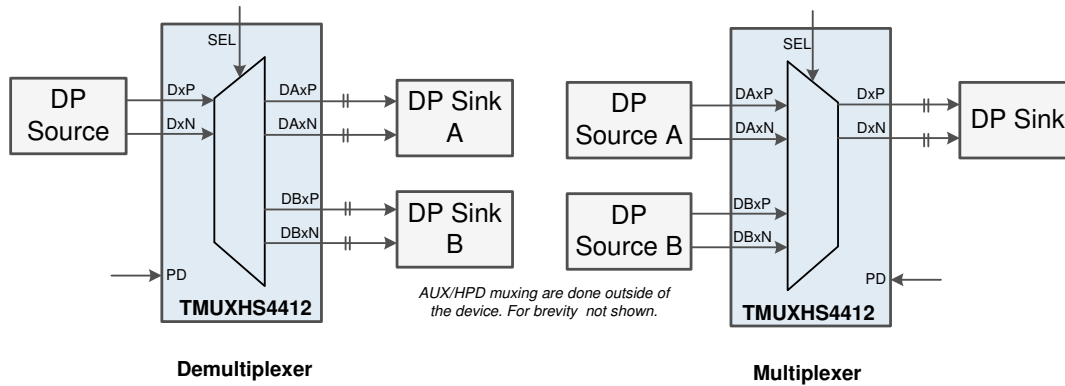 SEL
DP
Source
DxP
DxN
DAxP
DAxN
DP Sink
A
DBxP
DBxN
DP Sink
B
PD
TMUXHS4412
Demultiplexer
SEL
DP
Source A
DAxP
DAxN
DP
Source B
DBxP
DBxN
DxP
DxN
DP Sink
PD
TMUXHS4412
AUX/HPD muxing are done outside of
the device. For brevity not shown.
Multiplexer